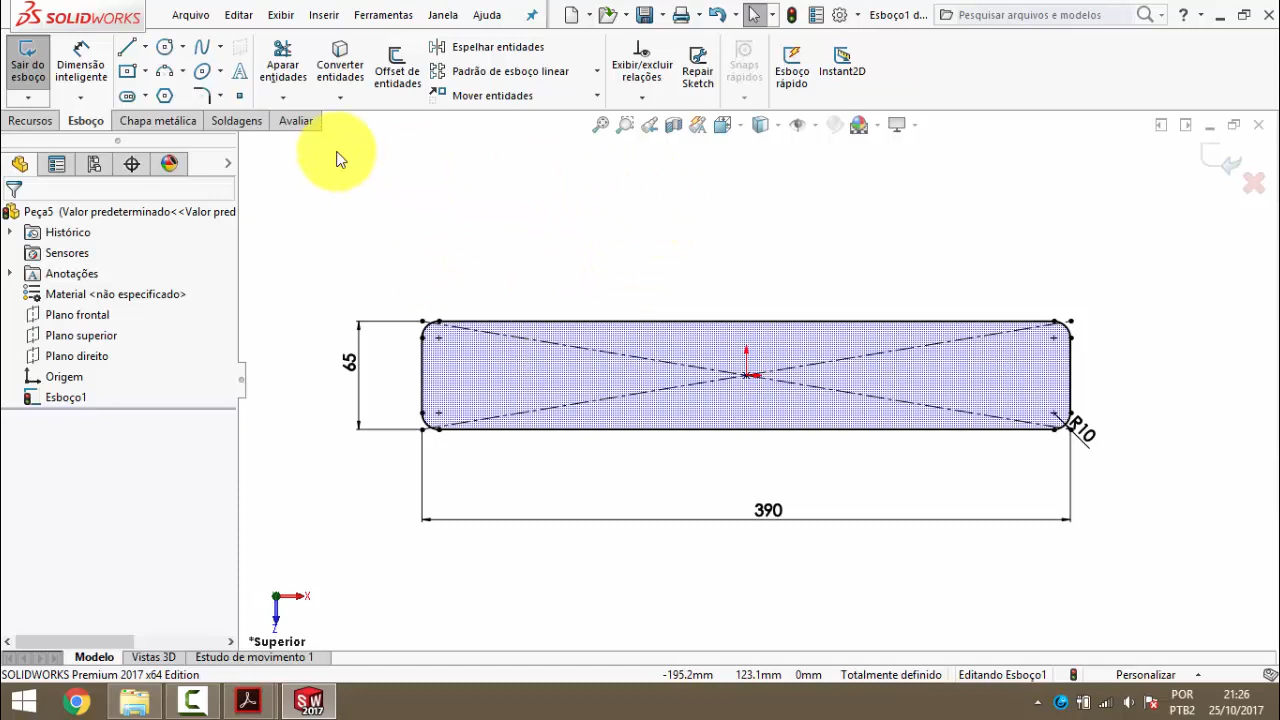 SOLIDWORKS
Arquivo Editar Exibir Inserir Ferramentas Janela Ajuda
Esboço1 d...
Pesquisar arquivos e modelos
?
Sair do esboço
Dimensão inteligente
Aparar entidades
Converter entidades
Offset de entidades
Espelhar entidades
Padrão de esboço linear
Mover entidades
Exibir/excluir relações
Repair Sketch
Snaps rápidos
Esboço rápido
Instant2D
Recursos Esboço Chapa metálica Soldagens Avaliar
Peça5 (Valor predeterminado<<Valor pred
Histórico
Sensores
Anotações
Material <não especificado>
Plano frontal
Plano superior
Plano direito
Origem
Esboço1
65
R10
390
X
Z
*Superior
Modelo Vistas 3D Estudo de movimento 1
SOLIDWORKS Premium 2017 x64 Edition
-195.2mm 123.1mm 0mm Totalmente definido Editando Esboço1 Personalizar
SW 2017
POR 21:26
PTB2 25/10/2017